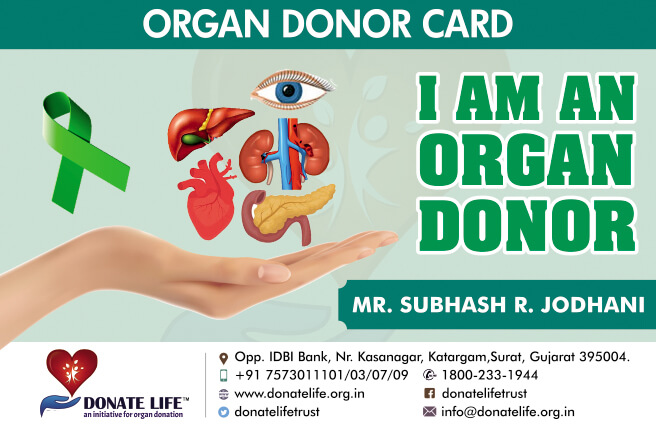 ORGAN DONOR CARD
I AM AN
ORGAN
DONOR
MR. SUBHASH R. JODHANI
DONATE LIFE™
an initiative for organ donation
Opp. IDBI Bank, Nr. Kasanagar, Katargam,Surat, Gujarat 395004.
+91 7573011101/03/07/09 1800-233-1944
www.donatelife.org.in donatelifetrust
donatelifetrust info@donatelife.org.in